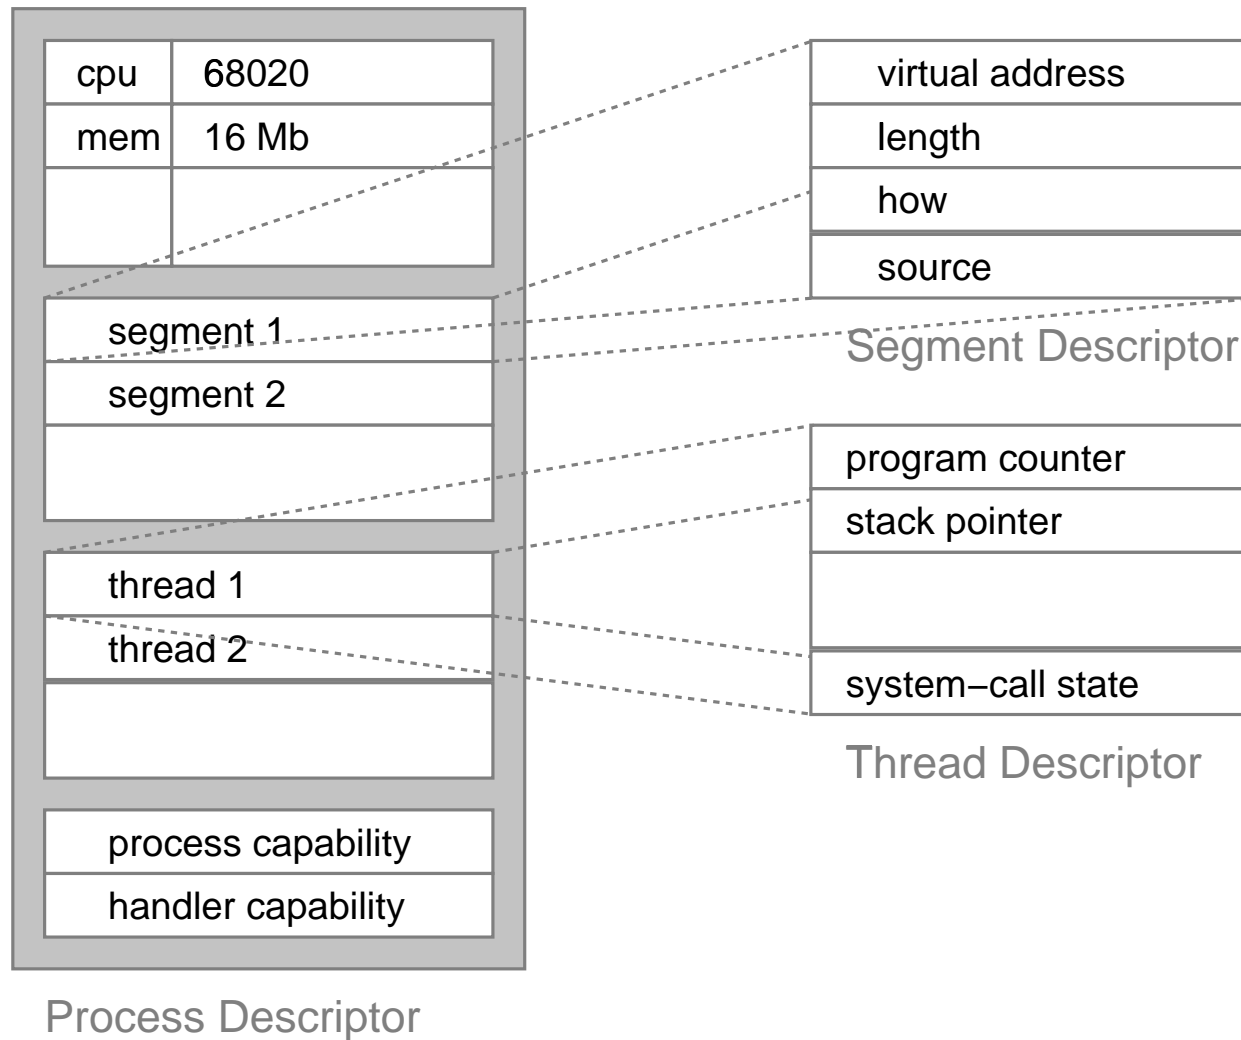 cpu 68020
mem 16 Mb
segment 1
segment 2
thread 1
thread 2
process capability
handler capability
Process Descriptor
virtual address
length
how
source
Segment Descriptor
program counter
stack pointer
system−call state
Thread Descriptor